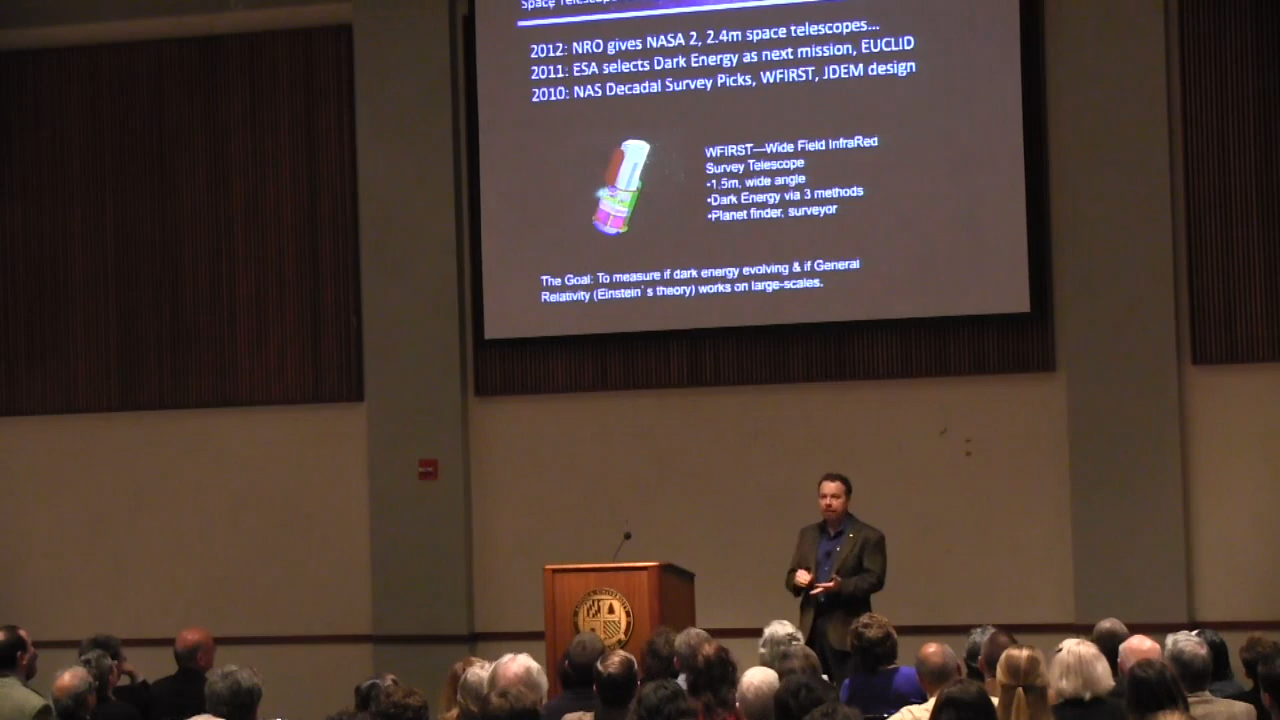 Space Telescope
2012: NRO gives NASA 2, 2.4m space telescopes...
2011: ESA selects Dark Energy as next mission, EUCLID
2010: NAS Decadal Survey Picks, WFIRST, JDEM design
WFIRST—Wide Field InfraRed
Survey Telescope
•1.5m, wide angle
•Dark Energy via 3 methods
•Planet finder, surveyor
The Goal: To measure if dark energy evolving & if General
Relativity (Einstein's theory) works on large-scales.